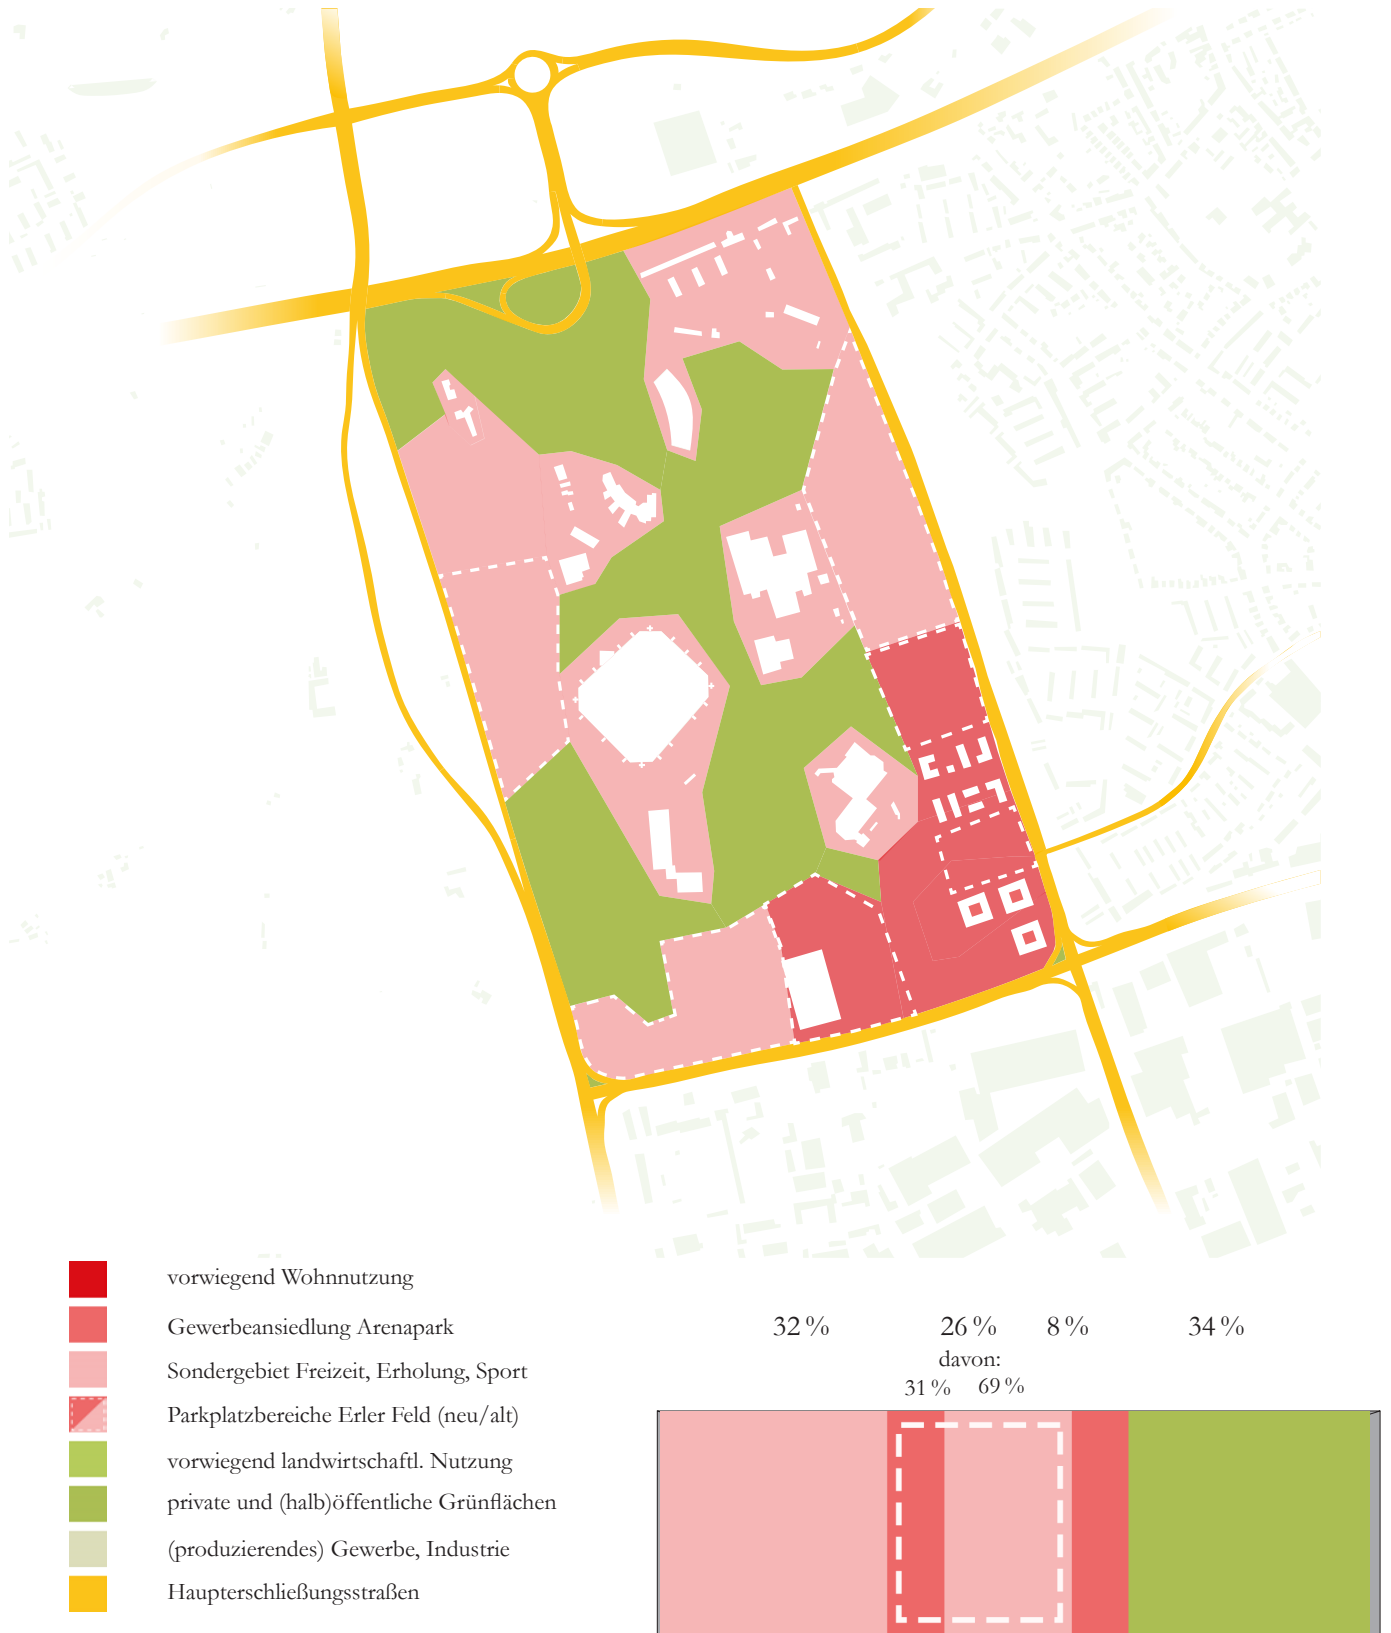 vorwiegend Wohnnutzung
Gewerbeansiedlung Arenapark
Sondergebiet Freizeit, Erholung, Sport
Parkplatzbereiche Erler Feld (neu/alt)
vorwiegend landwirtschaftl. Nutzung
private und (halb)öffentliche Grünflächen
(produzierendes) Gewerbe, Industrie
Haupterschließungsstraßen
32 % 26 % 8 % 34 %
davon:
31 % 69 %